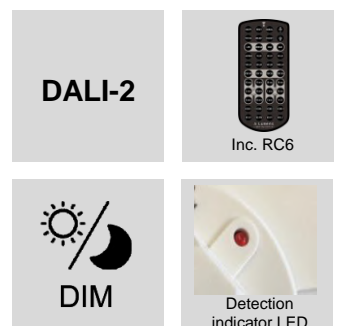 DALI-2
Inc. RC6
DIM
Detection
indicator LED